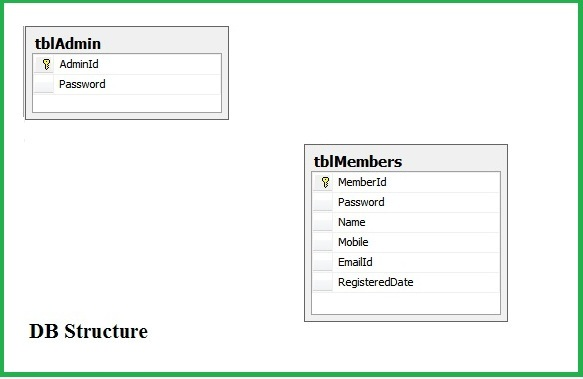 tblAdmin
AdminId
Password
tblMembers
MemberId
Password
Name
Mobile
EmailId
RegisteredDate
DB Structure